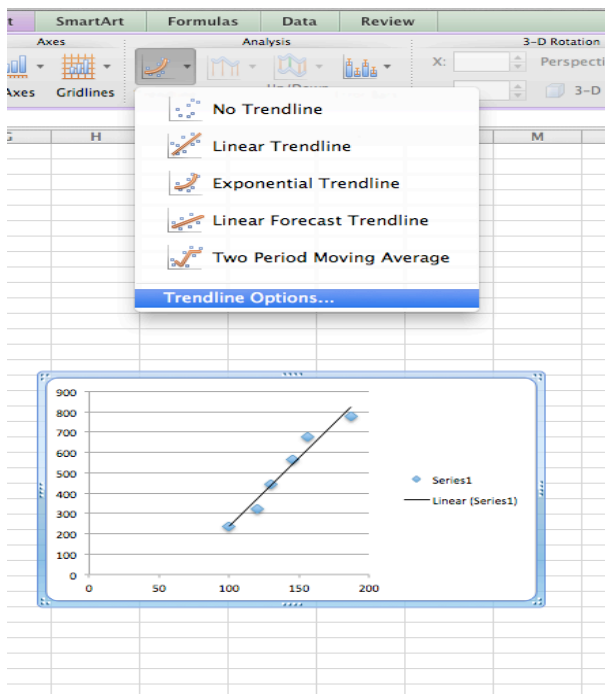 t SmartArt Formulas Data Review
Axes Analysis 3-D Rotation
X: Perspecti
Axes Gridlines 3-D
No Trendline
Linear Trendline
Exponential Trendline
Linear Forecast Trendline
Two Period Moving Average
Trendline Options...
G H M
900
800
700
600
500
400
300
200
100
0
0 50 100 150 200
Series1
Linear (Series1)